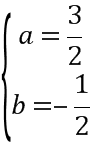 a = 3/2
b = − 1/2